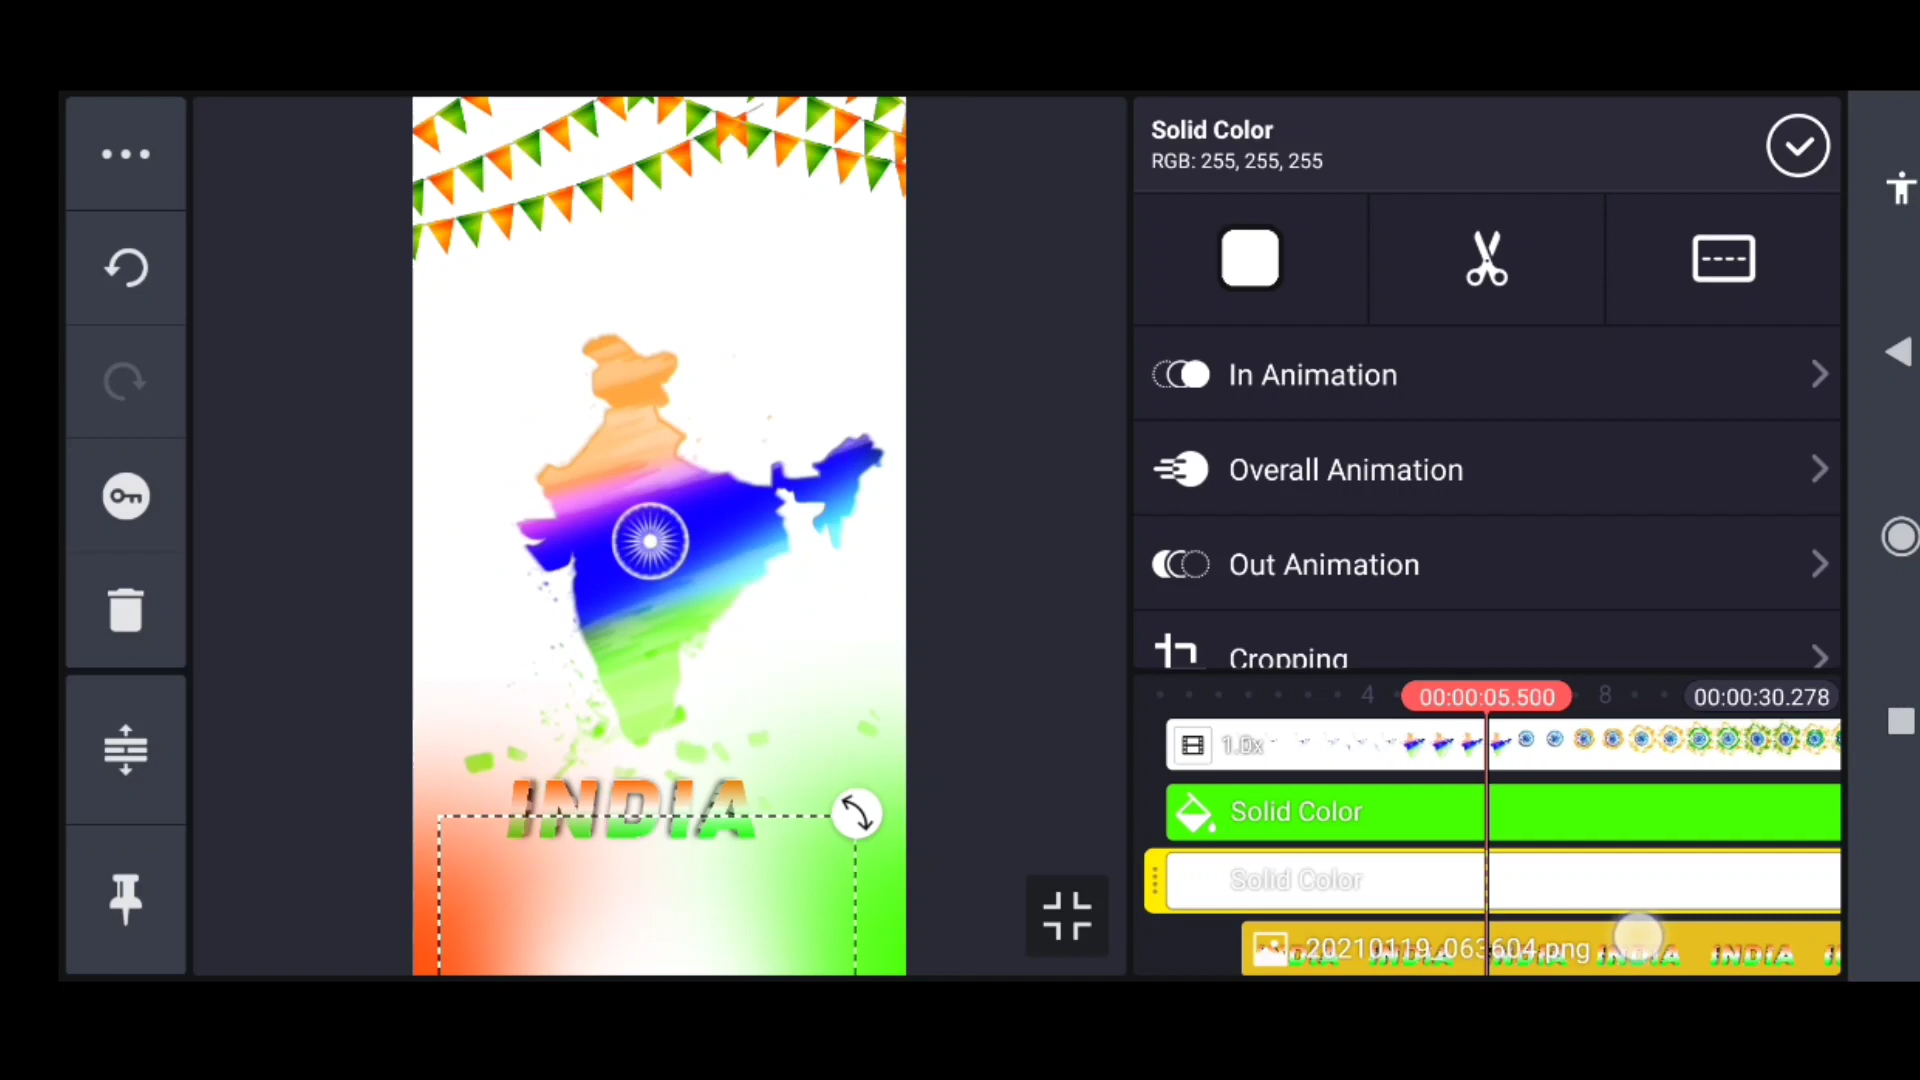 Solid Color
RGB: 255, 255, 255
In Animation
Overall Animation
Out Animation
Cropping
4
00:00:05.500
8
00:00:30.278
1.0x
Solid Color
Solid Color
20210119_063604.png
INDIA